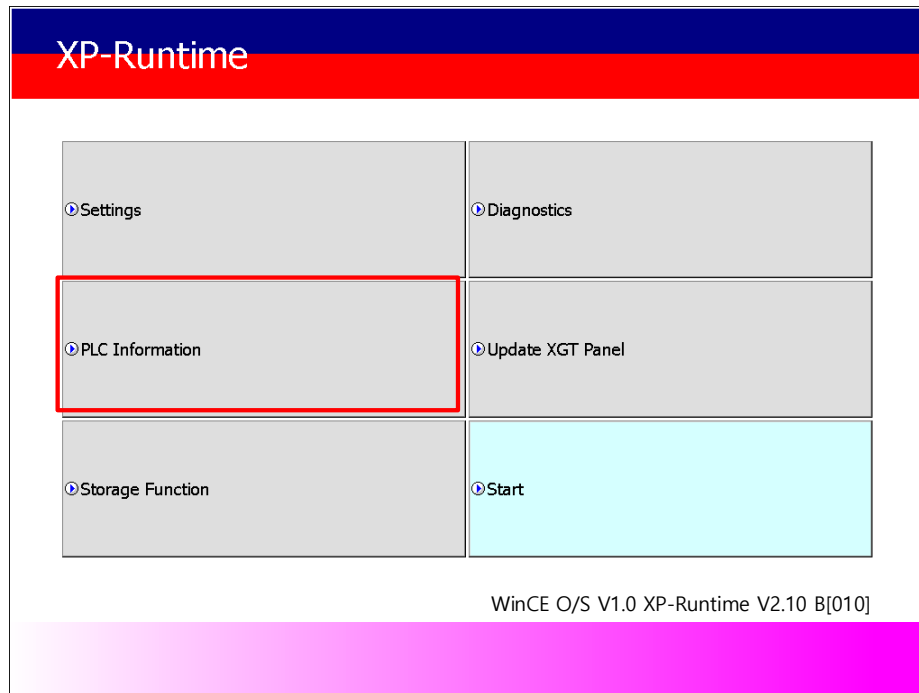 XP-Runtime
Settings
Diagnostics
PLC Information
Update XGT Panel
Storage Function
Start
WinCE O/S V1.0 XP-Runtime V2.10 B[010]